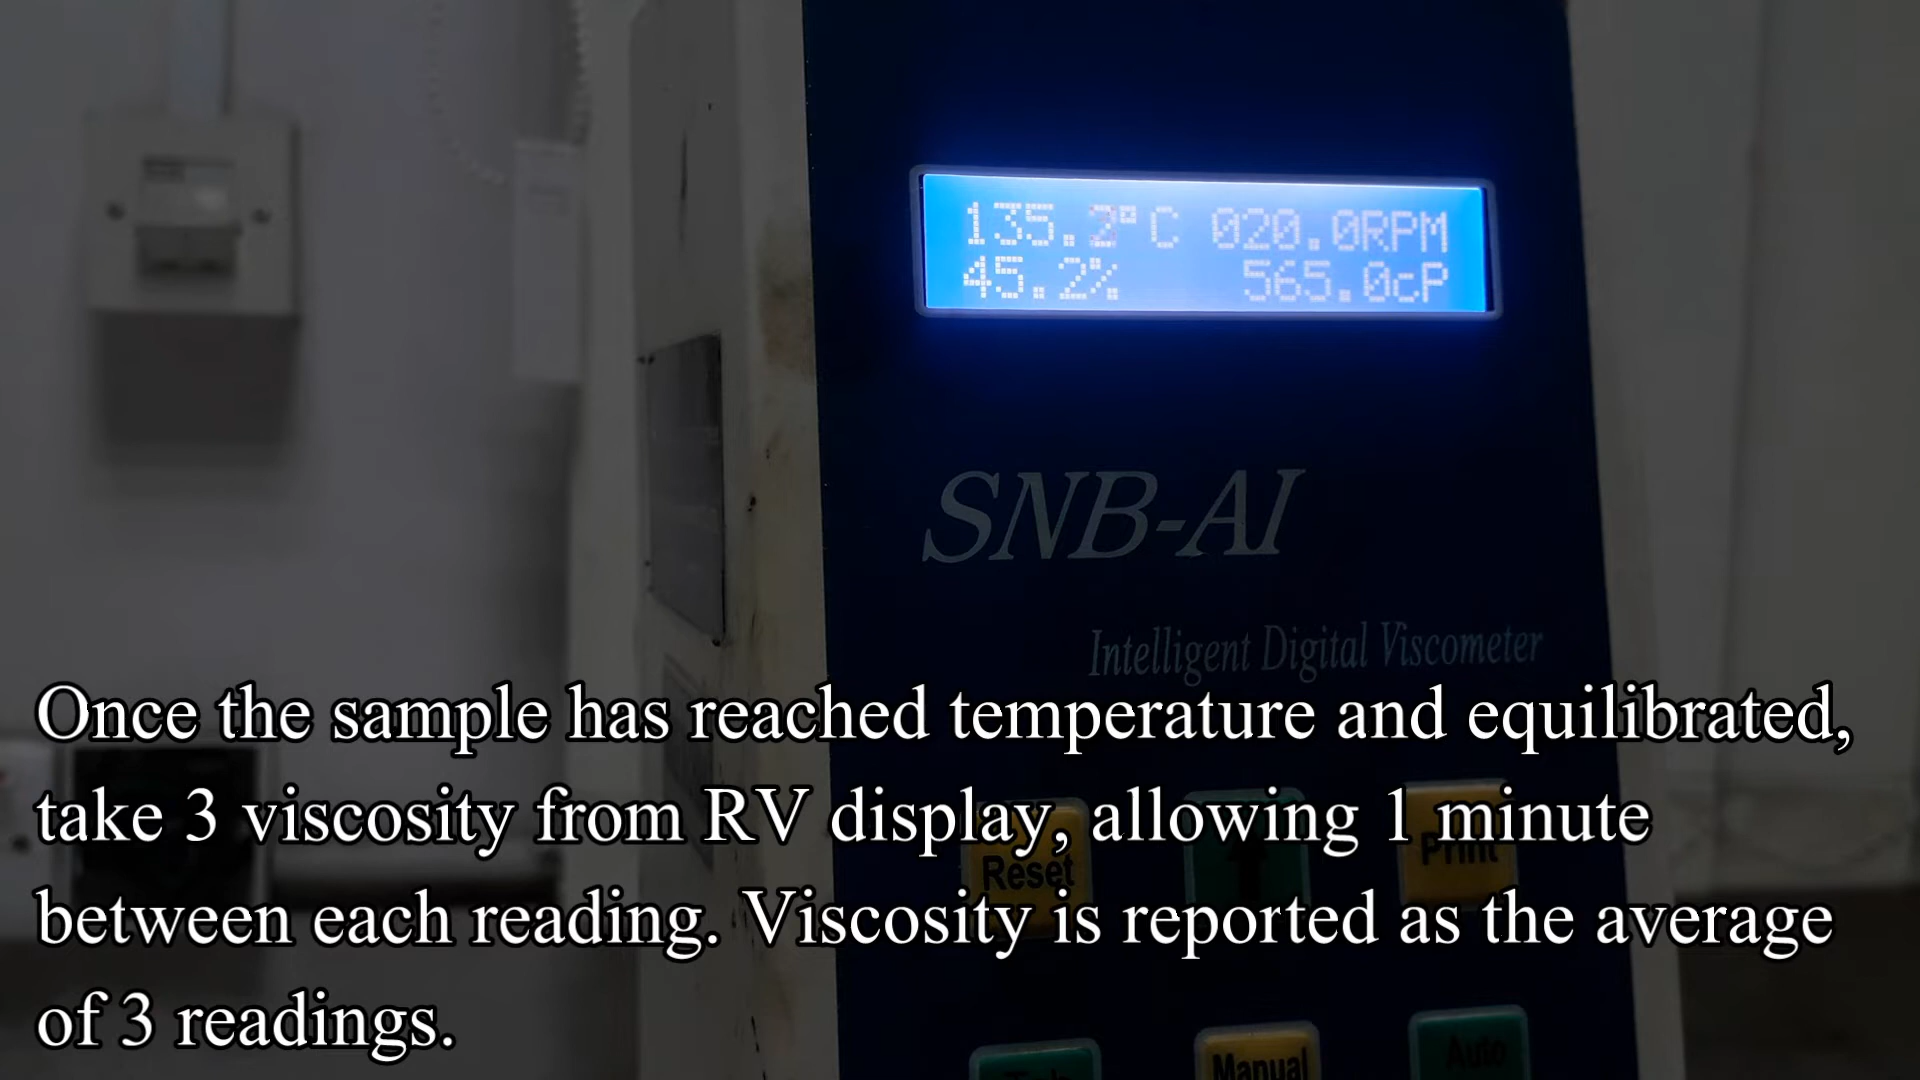 135.2°C 020.0RPM
45.2% 565.0cP
SNB-AI
Intelligent Digital Viscometer
Once the sample has reached temperature and equilibrated,
take 3 viscosity from RV display, allowing 1 minute
between each reading. Viscosity is reported as the average
of 3 readings.
Reset
Print
Manual
Auto